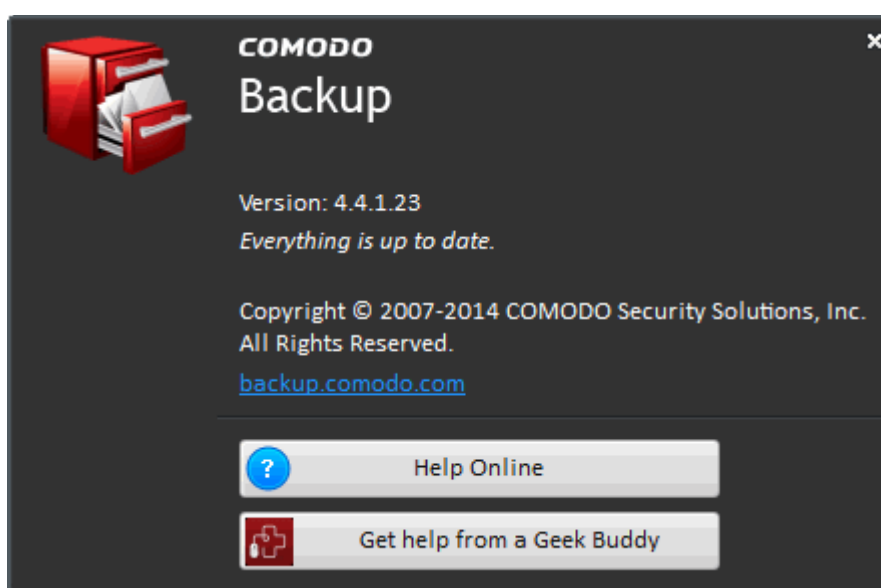 COMODO
Backup
Version: 4.4.1.23
Everything is up to date.
Copyright © 2007-2014 COMODO Security Solutions, Inc.
All Rights Reserved.
backup.comodo.com
Help Online
Get help from a Geek Buddy